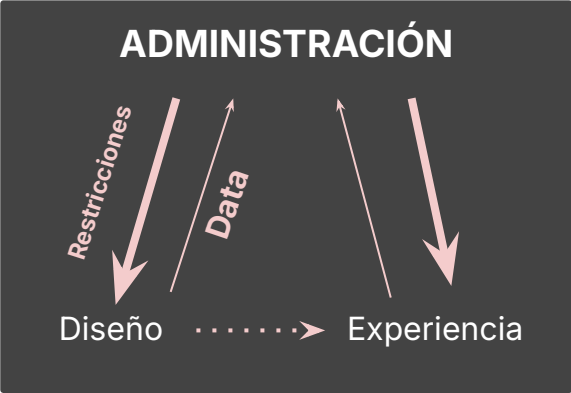 ADMINISTRACIÓN
Restricciones
Data
Diseño
Experiencia